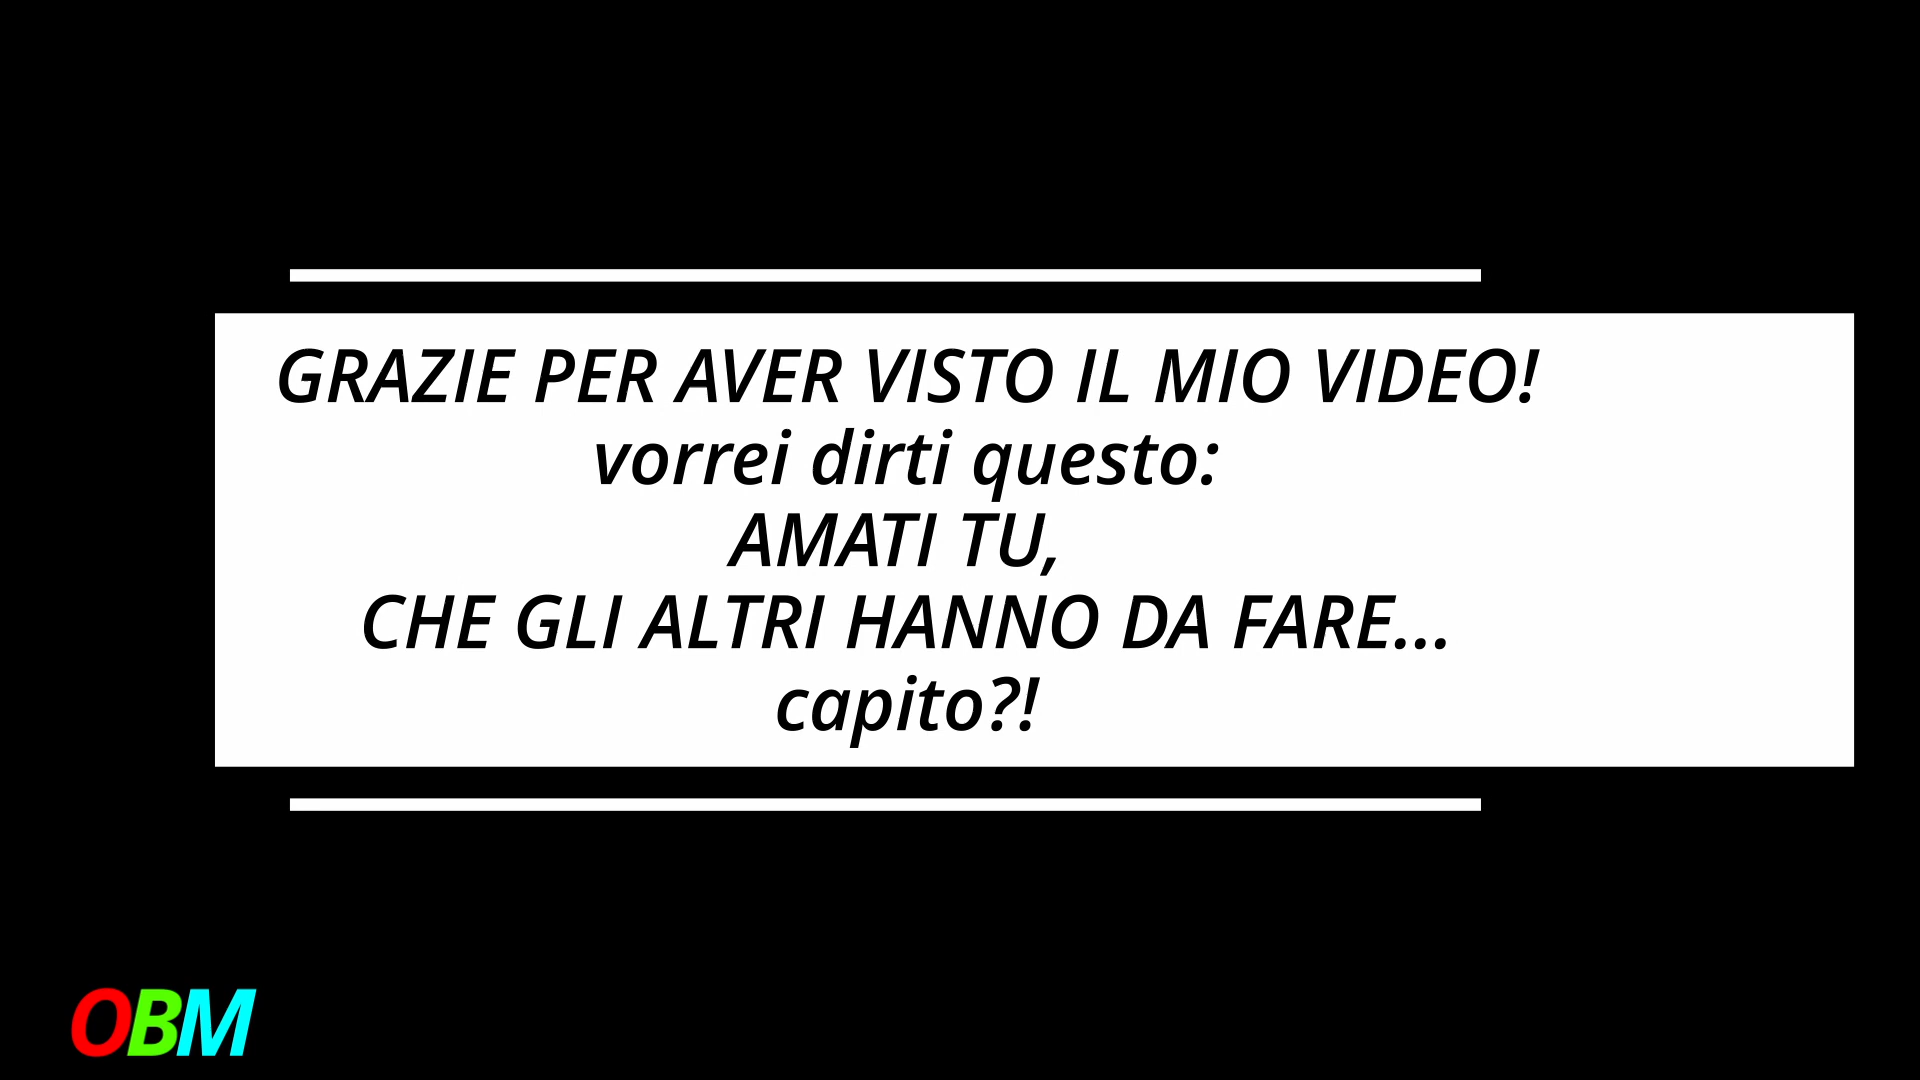 GRAZIE PER AVER VISTO IL MIO VIDEO!
vorrei dirti questo:
AMATI TU,
CHE GLI ALTRI HANNO DA FARE...
capito?!
OBM